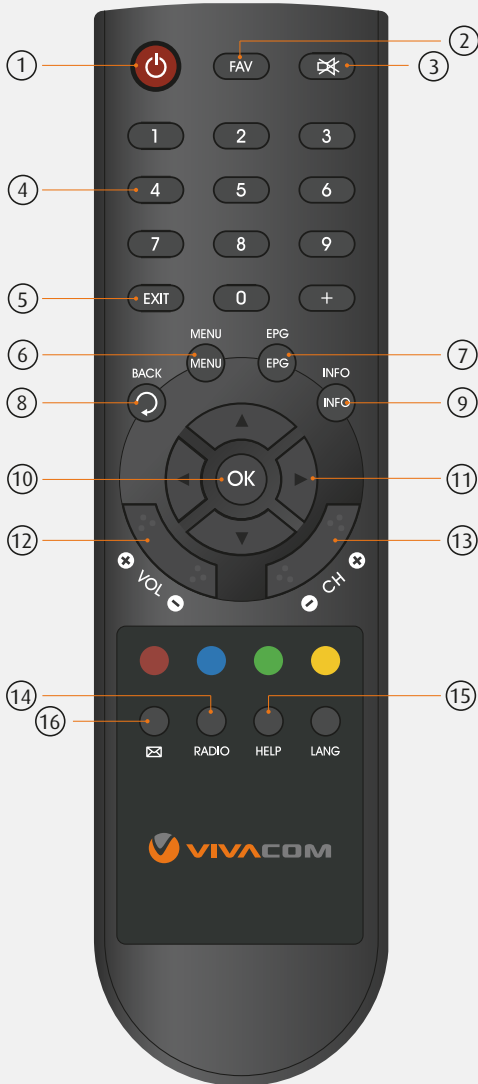 1 FAV 2
3
1 2 3
4 4 5 6
7 8 9
5 EXIT 0 +
MENU EPG
6 MENU EPG 7
BACK INFO
8 INFO 9
10 OK 11
12 13
VOL CH
14 15
16
RADIO HELP LANG
VIVACOM